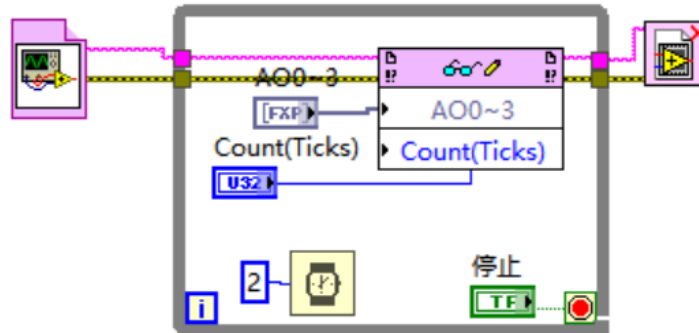 AO0~3
[FXP]
AO0~3
Count(Ticks)
Count(Ticks)
U32
2
停止
TF
i